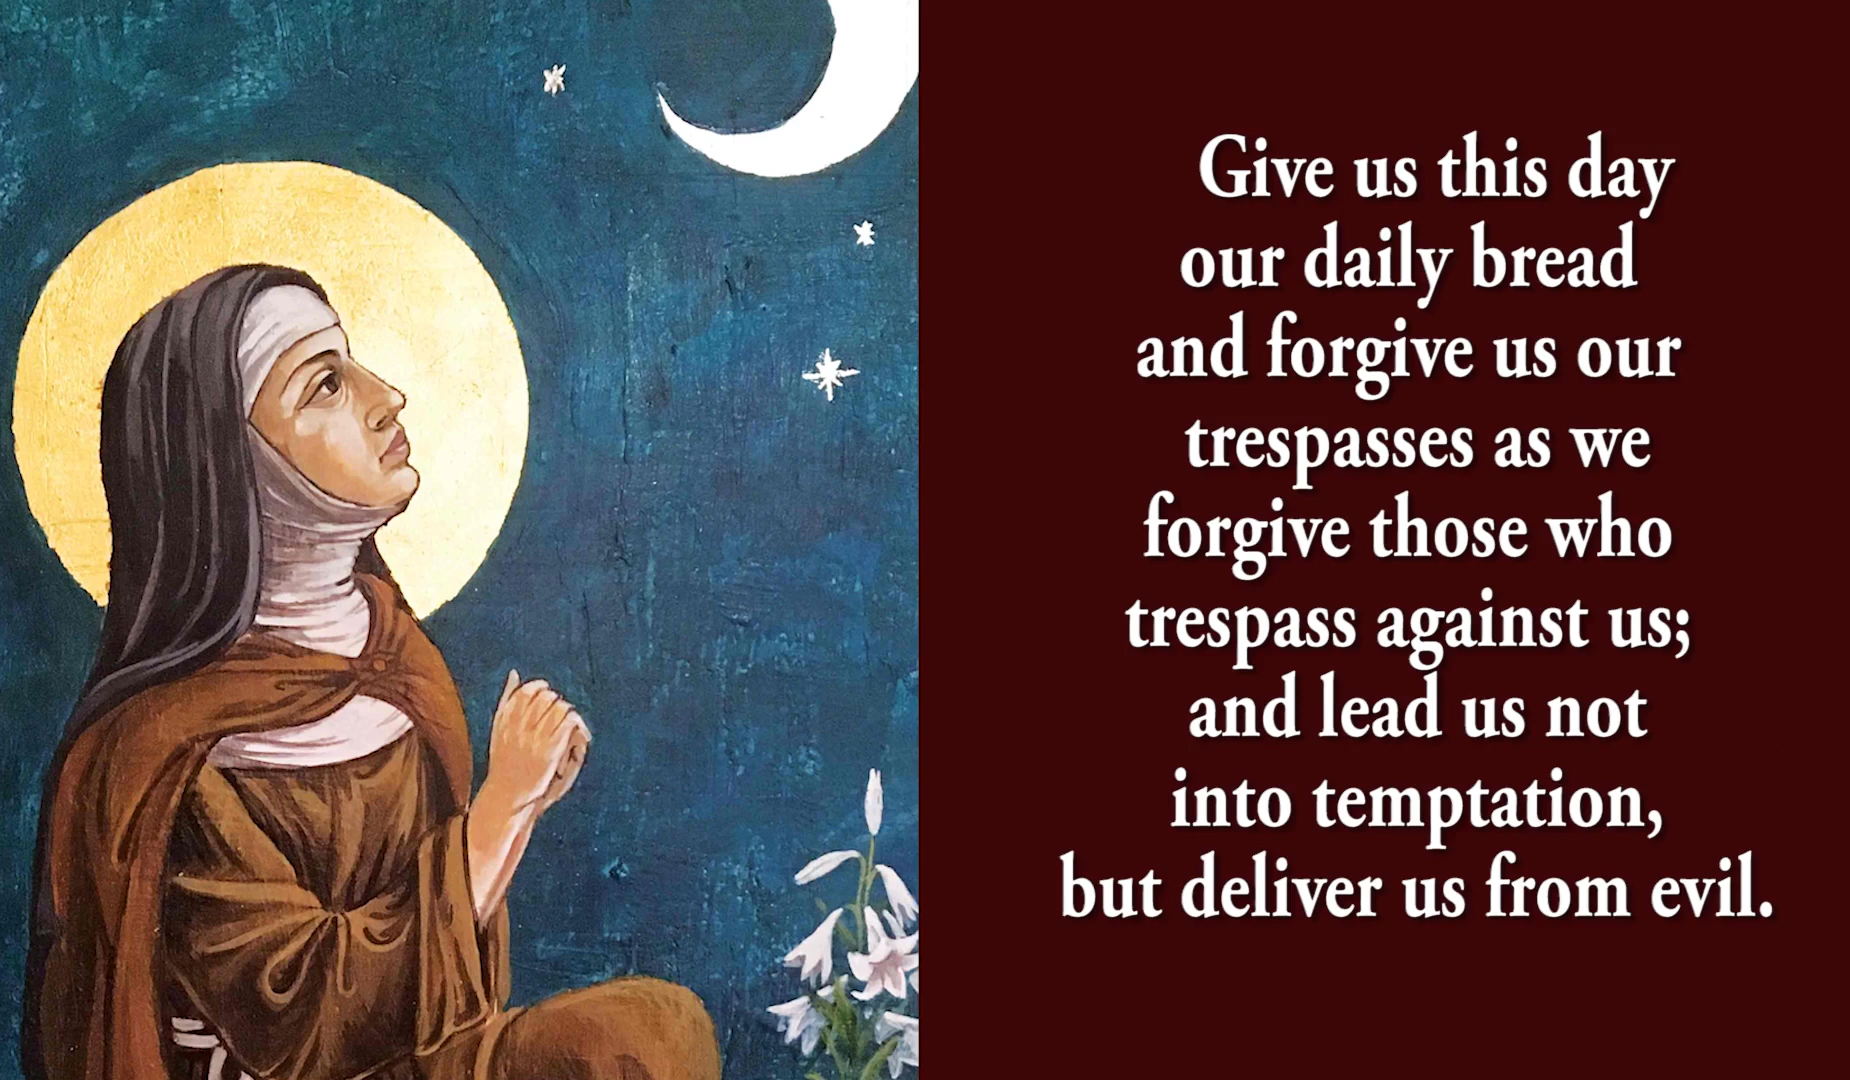 Give us this day
our daily bread
and forgive us our
trespasses as we
forgive those who
trespass against us;
and lead us not
into temptation,
but deliver us from evil.